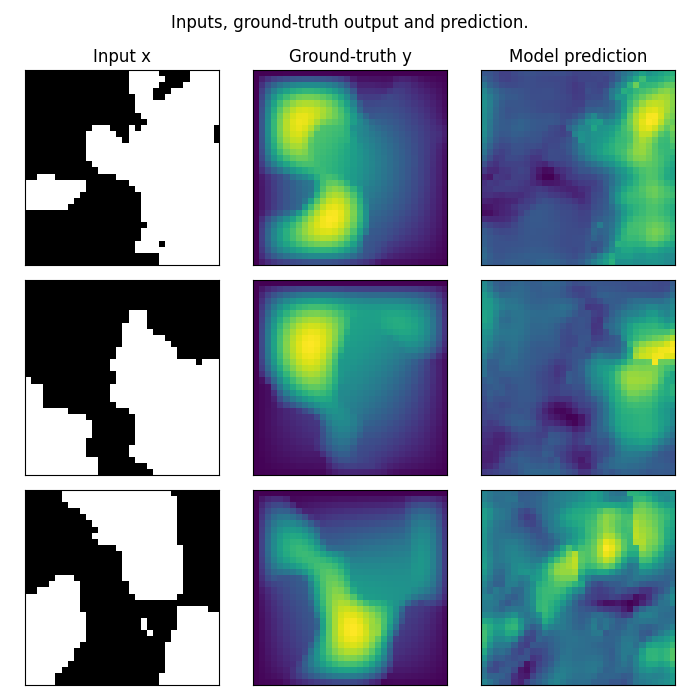 Inputs, ground-truth output and prediction.
Input x
Ground-truth y
Model prediction